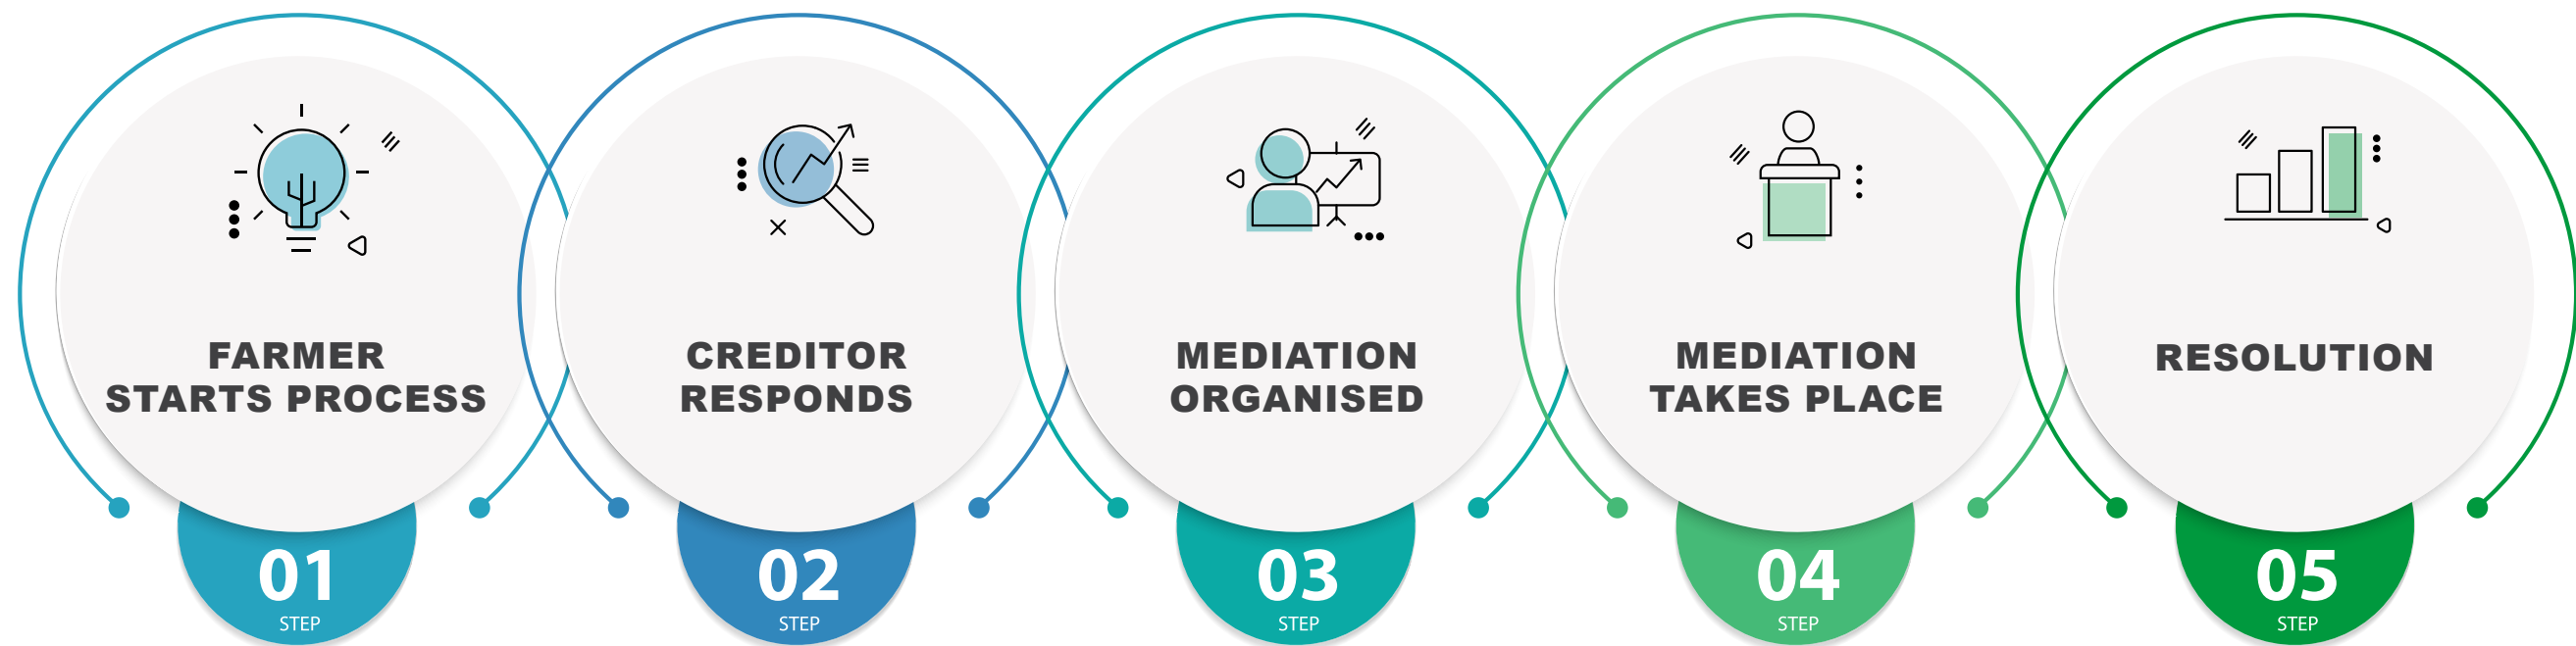 FARMER
STARTS PROCESS
01
STEP
CREDITOR
RESPONDS
02
STEP
MEDIATION
ORGANISED
03
STEP
MEDIATION
TAKES PLACE
04
STEP
RESOLUTION
05
STEP